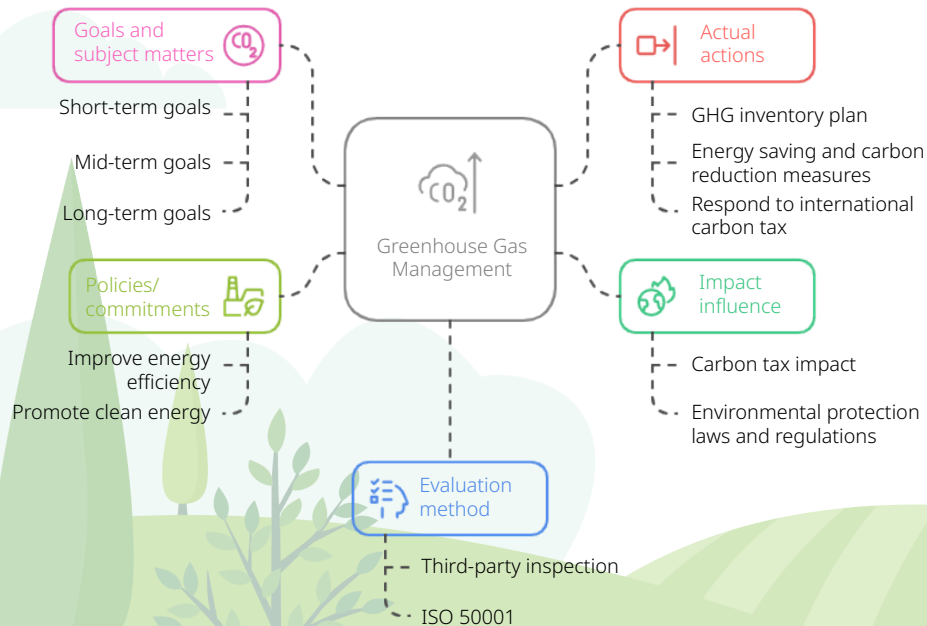 Goals and
subject matters
CO2
Short-term goals
Mid-term goals
Long-term goals
Policies/
commitments
Improve energy
efficiency
Promote clean energy
CO2
Greenhouse Gas
Management
Actual
actions
GHG inventory plan
Energy saving and carbon
reduction measures
Respond to international
carbon tax
Impact
influence
Carbon tax impact
Environmental protection
laws and regulations
Evaluation
method
Third-party inspection
ISO 50001